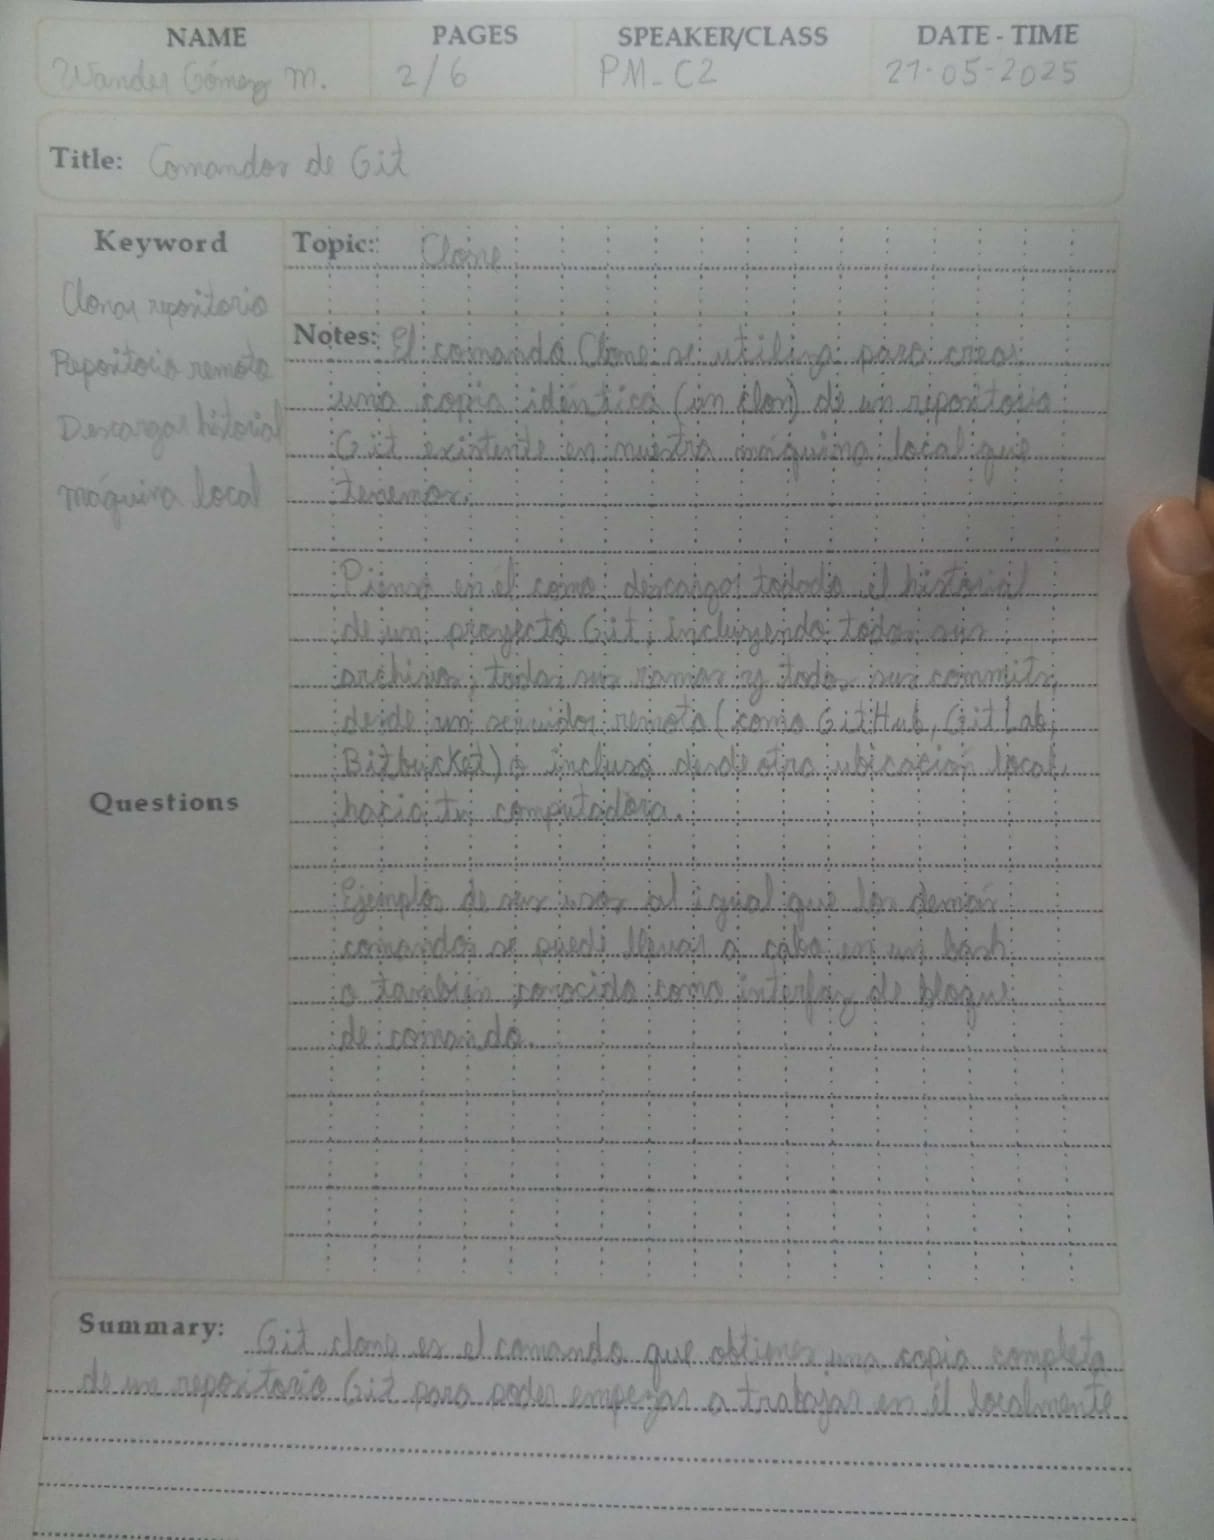 NAME PAGES SPEAKER/CLASS DATE - TIME
Wander Gómez M. 2/6 PM-C2 21-05-2025
Title: Comandos de Git
Keyword
Clonar repositorio
Repositorio remoto
Descargar historial
máquina local
Questions
Topic: Clone
Notes: El comando Clone se utiliza para crear
una copia idéntica (un clon) de un repositorio
Git existente en nuestra máquina local que
tenemos.
Piensa en él como descargar todo el historial
de un proyecto Git, incluyendo todos sus
archivos, todas sus ramas y todos sus commits,
desde un servidor remoto (como GitHub, GitLab,
Bitbucket) o incluso desde otra ubicación local,
hacia tu computadora.
Ejemplos de sus usos al igual que los demás
comandos se puede llevar a cabo en un bash
o también conocido como interfaz de bloque
de comando.
Summary: Git clone es el comando que obtienes una copia completa
de un repositorio Git para poder empezar a trabajar en él localmente